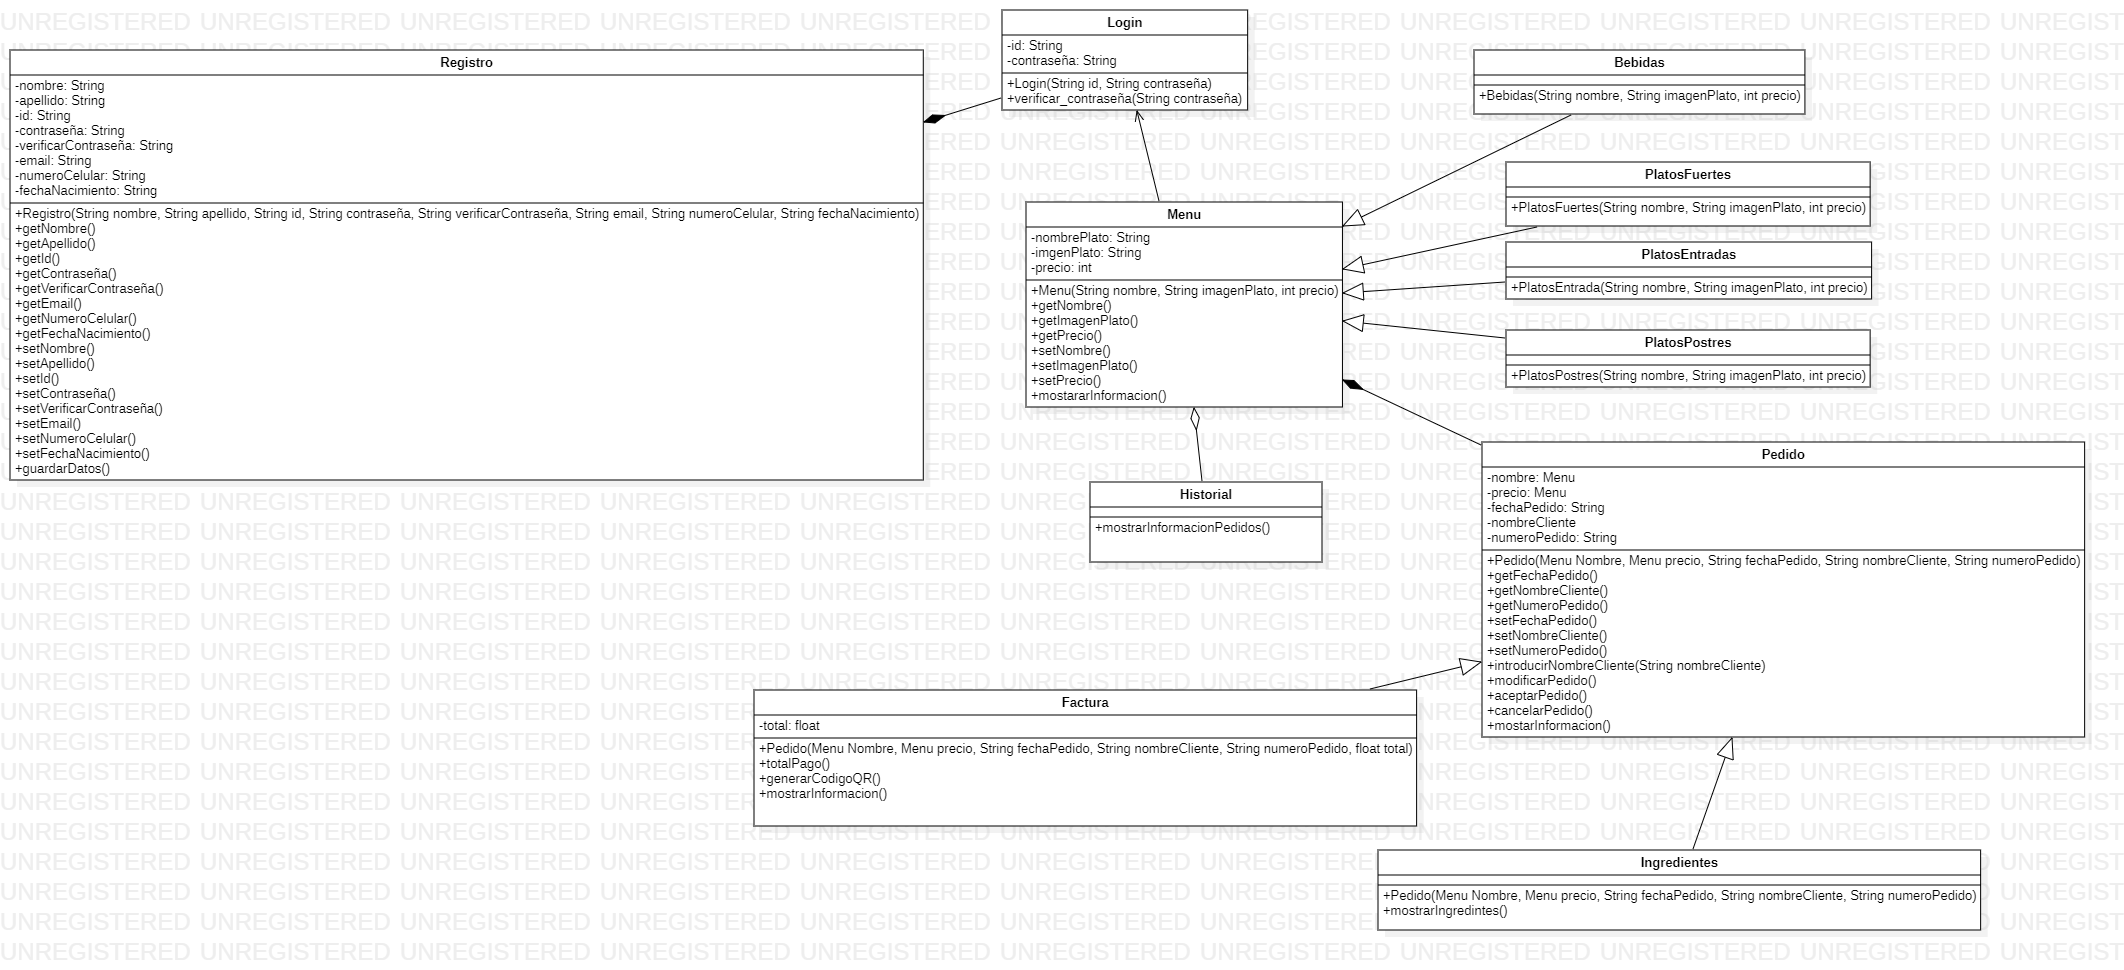 Registro
-nombre: String
-apellido: String
-id: String
-contraseña: String
-verificarContraseña: String
-email: String
-numeroCelular: String
-fechaNacimiento: String
+Registro(String nombre, String apellido, String id, String contraseña, String verificarContraseña, String email, String numeroCelular, String fechaNacimiento)
+getNombre()
+getApellido()
+getId()
+getContraseña()
+getVerificarContraseña()
+getEmail()
+getNumeroCelular()
+getFechaNacimiento()
+setNombre()
+setApellido()
+setId()
+setContraseña()
+setVerificarContraseña()
+setEmail()
+setNumeroCelular()
+setFechaNacimiento()
+guardarDatos()
Login
-id: String
-contraseña: String
+Login(String id, String contraseña)
+verificar_contraseña(String contraseña)
Menu
-nombrePlato: String
-imgenPlato: String
-precio: int
+Menu(String nombre, String imagenPlato, int precio)
+getNombre()
+getImagenPlato()
+getPrecio()
+setNombre()
+setImagenPlato()
+setPrecio()
+mostararInformacion()
Bebidas
+Bebidas(String nombre, String imagenPlato, int precio)
PlatosFuertes
+PlatosFuertes(String nombre, String imagenPlato, int precio)
PlatosEntradas
+PlatosEntrada(String nombre, String imagenPlato, int precio)
PlatosPostres
+PlatosPostres(String nombre, String imagenPlato, int precio)
Historial
+mostrarInformacionPedidos()
Pedido
-nombre: Menu
-precio: Menu
-fechaPedido: String
-nombreCliente
-numeroPedido: String
+Pedido(Menu Nombre, Menu precio, String fechaPedido, String nombreCliente, String numeroPedido)
+getFechaPedido()
+getNombreCliente()
+getNumeroPedido()
+setFechaPedido()
+setNombreCliente()
+setNumeroPedido()
+introducirNombreCliente(String nombreCliente)
+modificarPedido()
+aceptarPedido()
+cancelarPedido()
+mostarInformacion()
Factura
-total: float
+Pedido(Menu Nombre, Menu precio, String fechaPedido, String nombreCliente, String numeroPedido, float total)
+totalPago()
+generarCodigoQR()
+mostrarInformacion()
Ingredientes
+Pedido(Menu Nombre, Menu precio, String fechaPedido, String nombreCliente, String numeroPedido)
+mostrarIngredintes()
UNREGISTERED